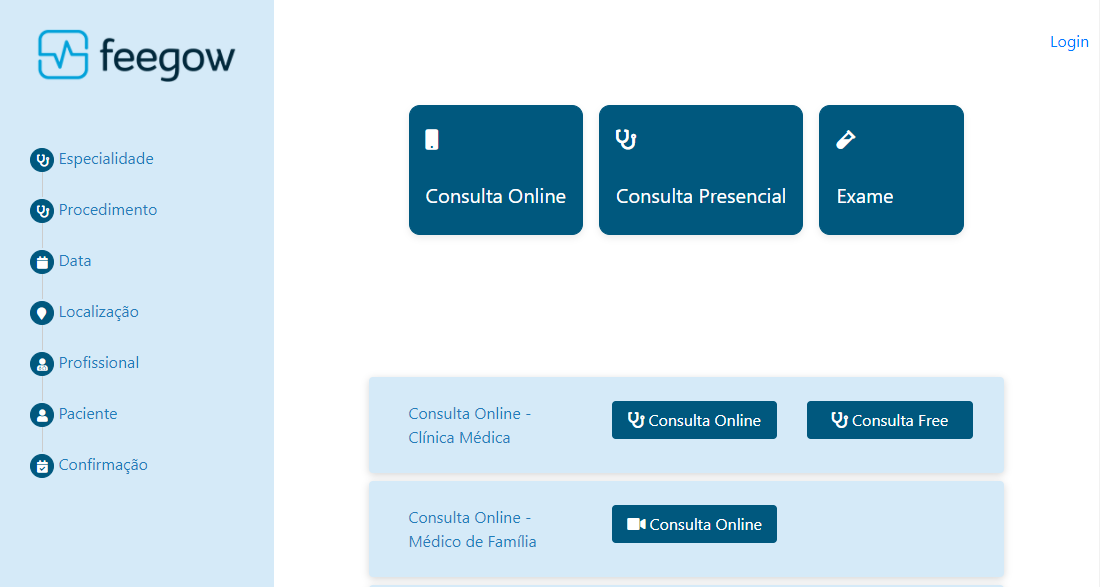 feegow
Login
Especialidade
Procedimento
Data
Localização
Profissional
Paciente
Confirmação
Consulta Online
Consulta Presencial
Exame
Consulta Online -
Clínica Médica
Consulta Online
Consulta Free
Consulta Online -
Médico de Família
Consulta Online